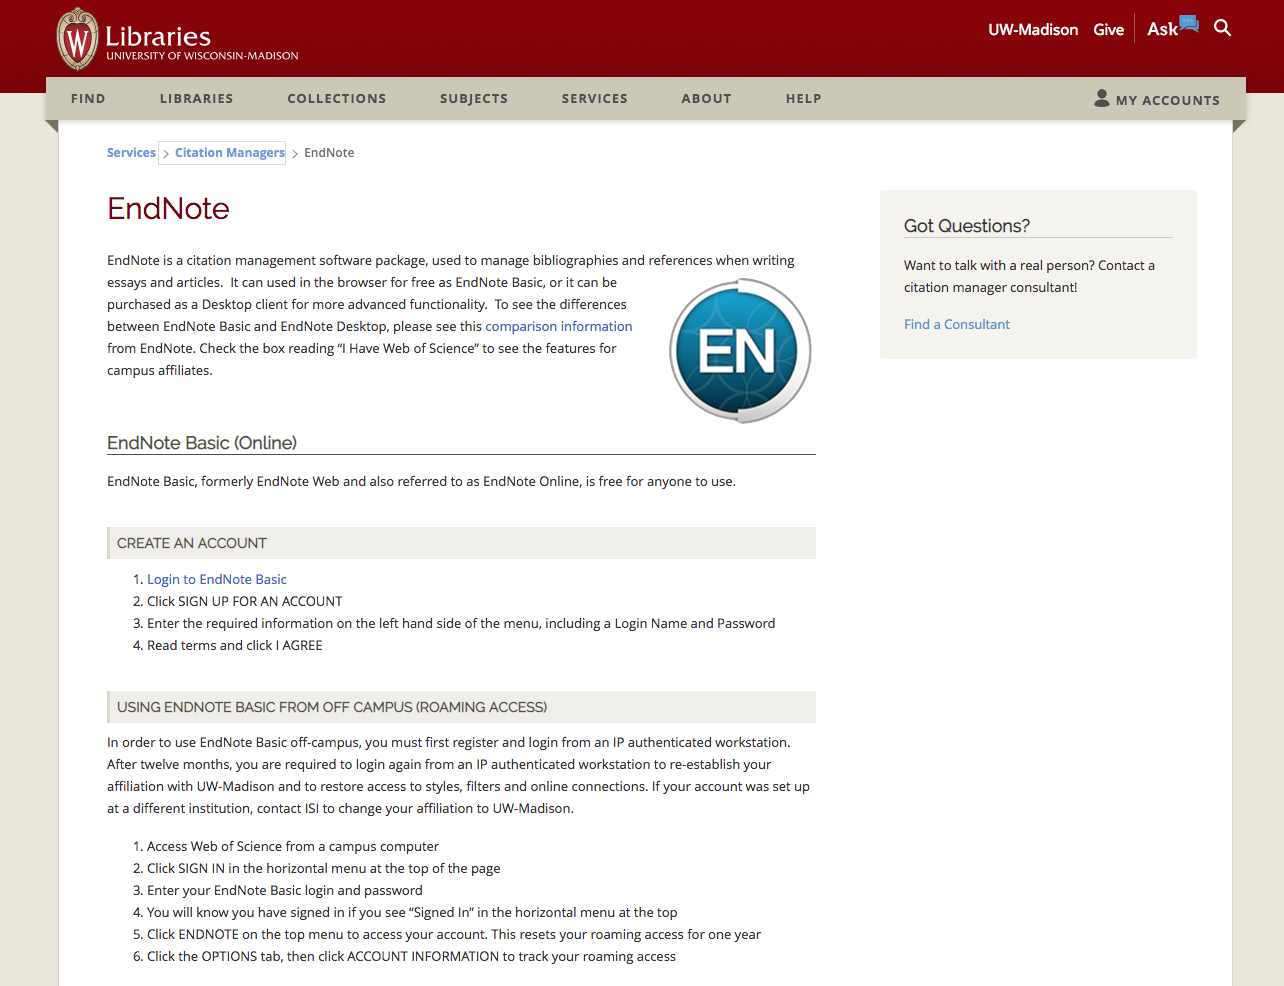 Libraries
UNIVERSITY OF WISCONSIN-MADISON
UW-Madison Give Ask
FIND LIBRARIES COLLECTIONS SUBJECTS SERVICES ABOUT HELP MY ACCOUNTS
Services > Citation Managers > EndNote
EndNote
EndNote is a citation management software package, used to manage bibliographies and references when writing
essays and articles.  It can used in the browser for free as EndNote Basic, or it can be
purchased as a Desktop client for more advanced functionality.  To see the differences
between EndNote Basic and EndNote Desktop, please see this comparison information
from EndNote. Check the box reading “I Have Web of Science” to see the features for
campus affiliates.
EN
EndNote Basic (Online)
EndNote Basic, formerly EndNote Web and also referred to as EndNote Online, is free for anyone to use.
CREATE AN ACCOUNT
1. Login to EndNote Basic
2. Click SIGN UP FOR AN ACCOUNT
3. Enter the required information on the left hand side of the menu, including a Login Name and Password
4. Read terms and click I AGREE
USING ENDNOTE BASIC FROM OFF CAMPUS (ROAMING ACCESS)
In order to use EndNote Basic off-campus, you must first register and login from an IP authenticated workstation.
After twelve months, you are required to login again from an IP authenticated workstation to re-establish your
affiliation with UW-Madison and to restore access to styles, filters and online connections. If your account was set up
at a different institution, contact ISI to change your affiliation to UW-Madison.
1. Access Web of Science from a campus computer
2. Click SIGN IN in the horizontal menu at the top of the page
3. Enter your EndNote Basic login and password
4. You will know you have signed in if you see “Signed In” in the horizontal menu at the top
5. Click ENDNOTE on the top menu to access your account. This resets your roaming access for one year
6. Click the OPTIONS tab, then click ACCOUNT INFORMATION to track your roaming access
Got Questions?
Want to talk with a real person? Contact a
citation manager consultant!
Find a Consultant
W